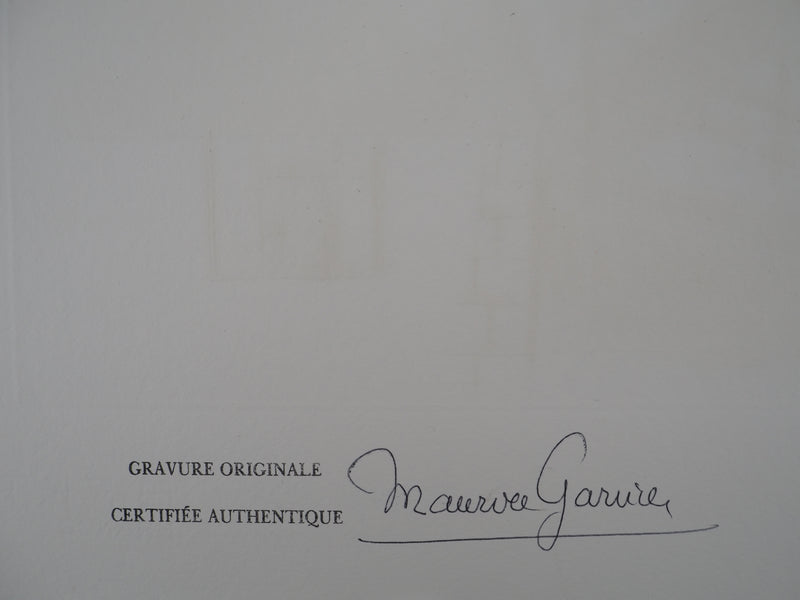 GRAVURE ORIGINALE
CERTIFIÉE AUTHENTIQUE
Maurice Garnier